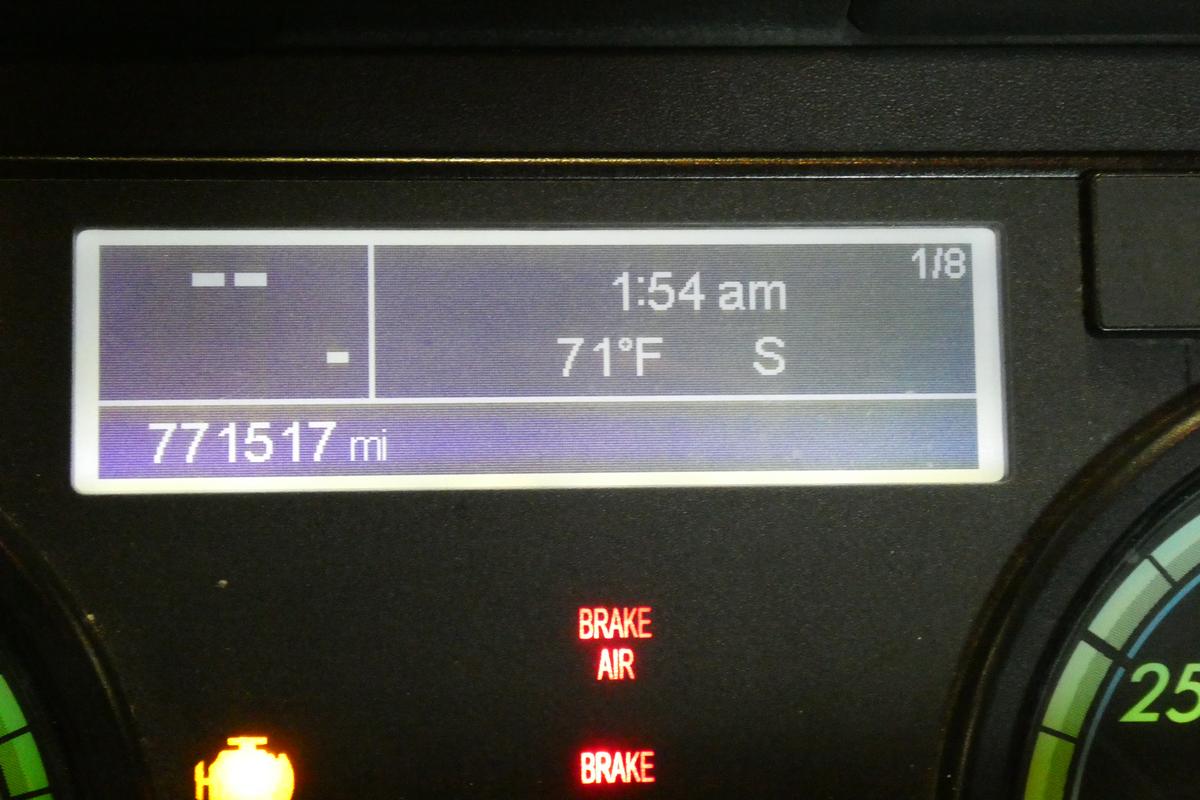 1/8
-- 1:54 am
- 71°F S
771517 mi
BRAKE
AIR
BRAKE
25